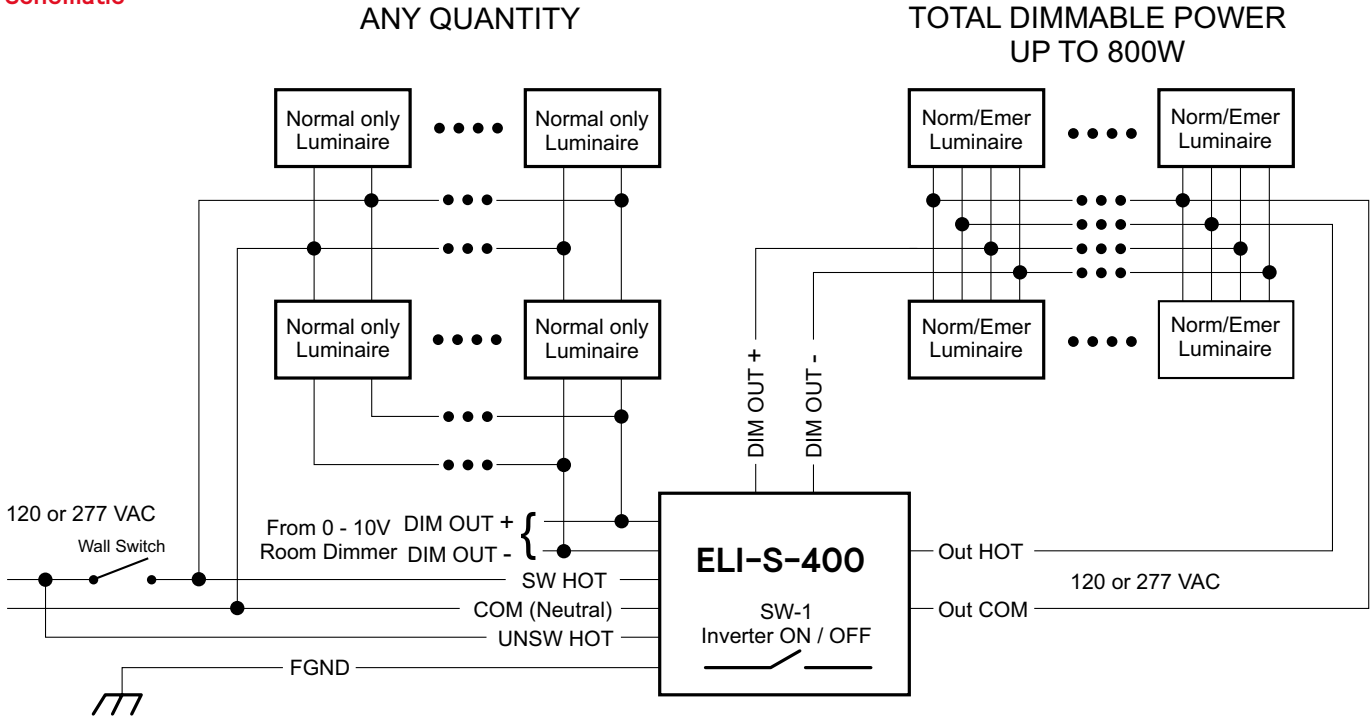 Schematic
ANY QUANTITY
TOTAL DIMMABLE POWER
UP TO 800W
Normal only
Luminaire
Normal only
Luminaire
Norm/Emer
Luminaire
Norm/Emer
Luminaire
Normal only
Luminaire
Normal only
Luminaire
Norm/Emer
Luminaire
Norm/Emer
Luminaire
DIM OUT +
DIM OUT -
120 or 277 VAC
Wall Switch
From 0 - 10V
Room Dimmer
{
DIM OUT +
DIM OUT -
SW HOT
COM (Neutral)
UNSW HOT
FGND
ELI-S-400
SW-1
Inverter ON / OFF
Out HOT
120 or 277 VAC
Out COM